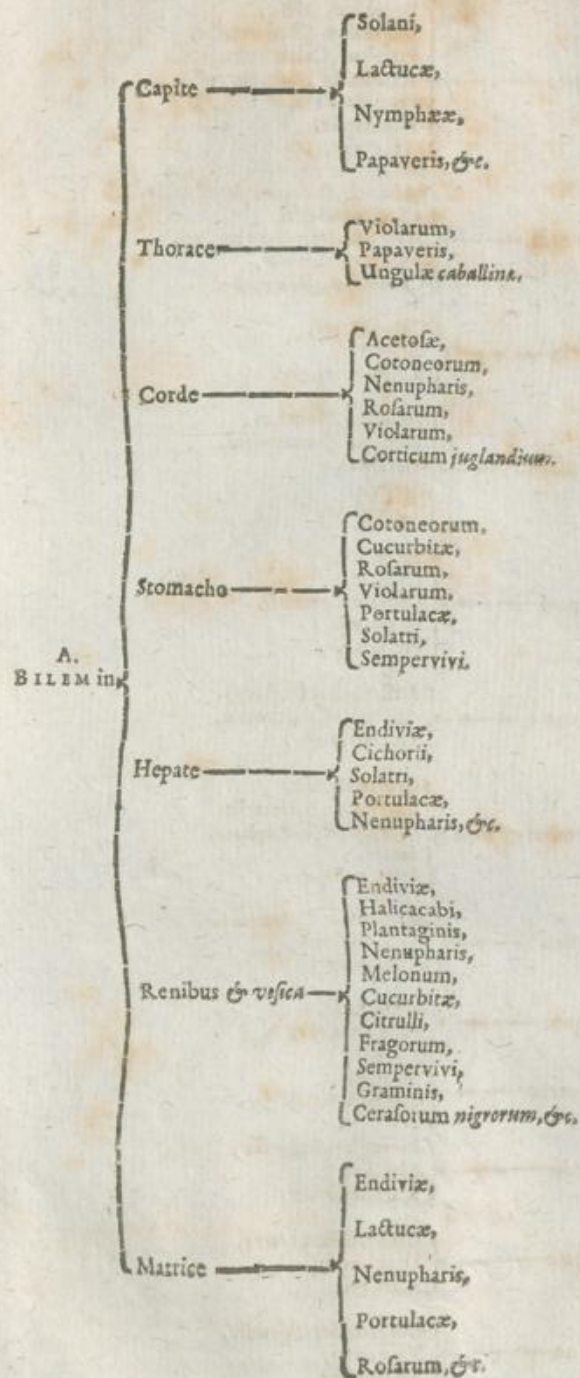 A.
BILEM in
Capite
Solani,
Lactucæ,
Nymphææ,
Papaveris, &c.
Thorace
Violarum,
Papaveris,
Ungulæ caballinæ.
Corde
Acetoſæ,
Cotoneorum,
Nenupharis,
Roſarum,
Violarum,
Corticum juglandium.
Stomacho
Cotoneorum,
Cucurbitæ,
Roſarum,
Violarum,
Portulacæ,
Solatri,
Sempervivi.
Hepate
Endiviæ,
Cichorii,
Solatri,
Portulacæ,
Nenupharis, &c.
Renibus & veſica
Endiviæ,
Halicacabi,
Plantaginis,
Nenupharis,
Melonum,
Cucurbitæ,
Citrulli,
Fragorum,
Sempervivi,
Graminis,
Ceraſorum nigrorum, &c.
Matrice
Endiviæ,
Lactucæ,
Nenupharis,
Portulacæ,
Roſarum, &c.